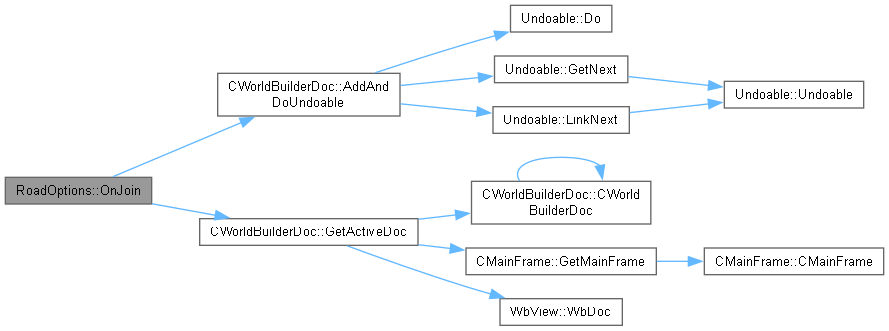 Undoable::Do
CWorldBuilderDoc::AddAnd
DoUndoable
Undoable::GetNext
Undoable::Undoable
Undoable::LinkNext
RoadOptions::OnJoin
CWorldBuilderDoc::CWorld
BuilderDoc
CWorldBuilderDoc::GetActiveDoc
CMainFrame::GetMainFrame
CMainFrame::CMainFrame
WbView::WbDoc